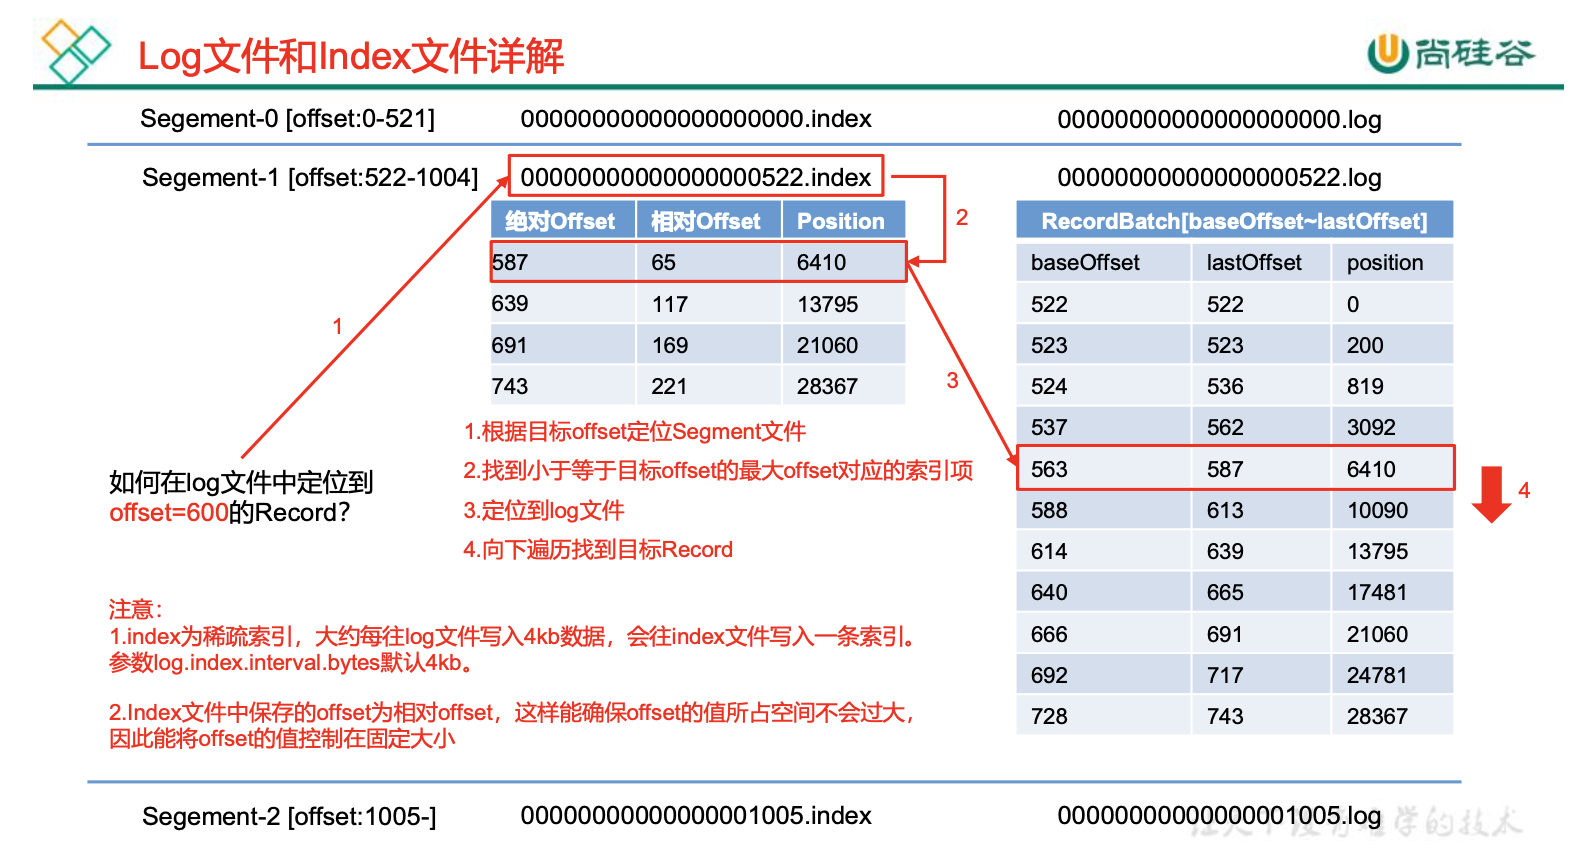 Log文件和Index文件详解
尚硅谷
Segement-0 [offset:0-521]
00000000000000000000.index
00000000000000000000.log
Segement-1 [offset:522-1004]
00000000000000000522.index
00000000000000000522.log
绝对Offset 相对Offset Position
587 65 6410
639 117 13795
691 169 21060
743 221 28367
RecordBatch[baseOffset~lastOffset]
baseOffset lastOffset position
522 522 0
523 523 200
524 536 819
537 562 3092
563 587 6410
588 613 10090
614 639 13795
640 665 17481
666 691 21060
692 717 24781
728 743 28367
1
2
3
4
1.根据目标offset定位Segment文件
2.找到小于等于目标offset的最大offset对应的索引项
3.定位到log文件
4.向下遍历找到目标Record
如何在log文件中定位到
offset=600的Record?
注意：
1.index为稀疏索引，大约每往log文件写入4kb数据，会往index文件写入一条索引。
参数log.index.interval.bytes默认4kb。
2.Index文件中保存的offset为相对offset，这样能确保offset的值所占空间不会过大，
因此能将offset的值控制在固定大小
Segement-2 [offset:1005-]
00000000000000001005.index
00000000000000001005.log